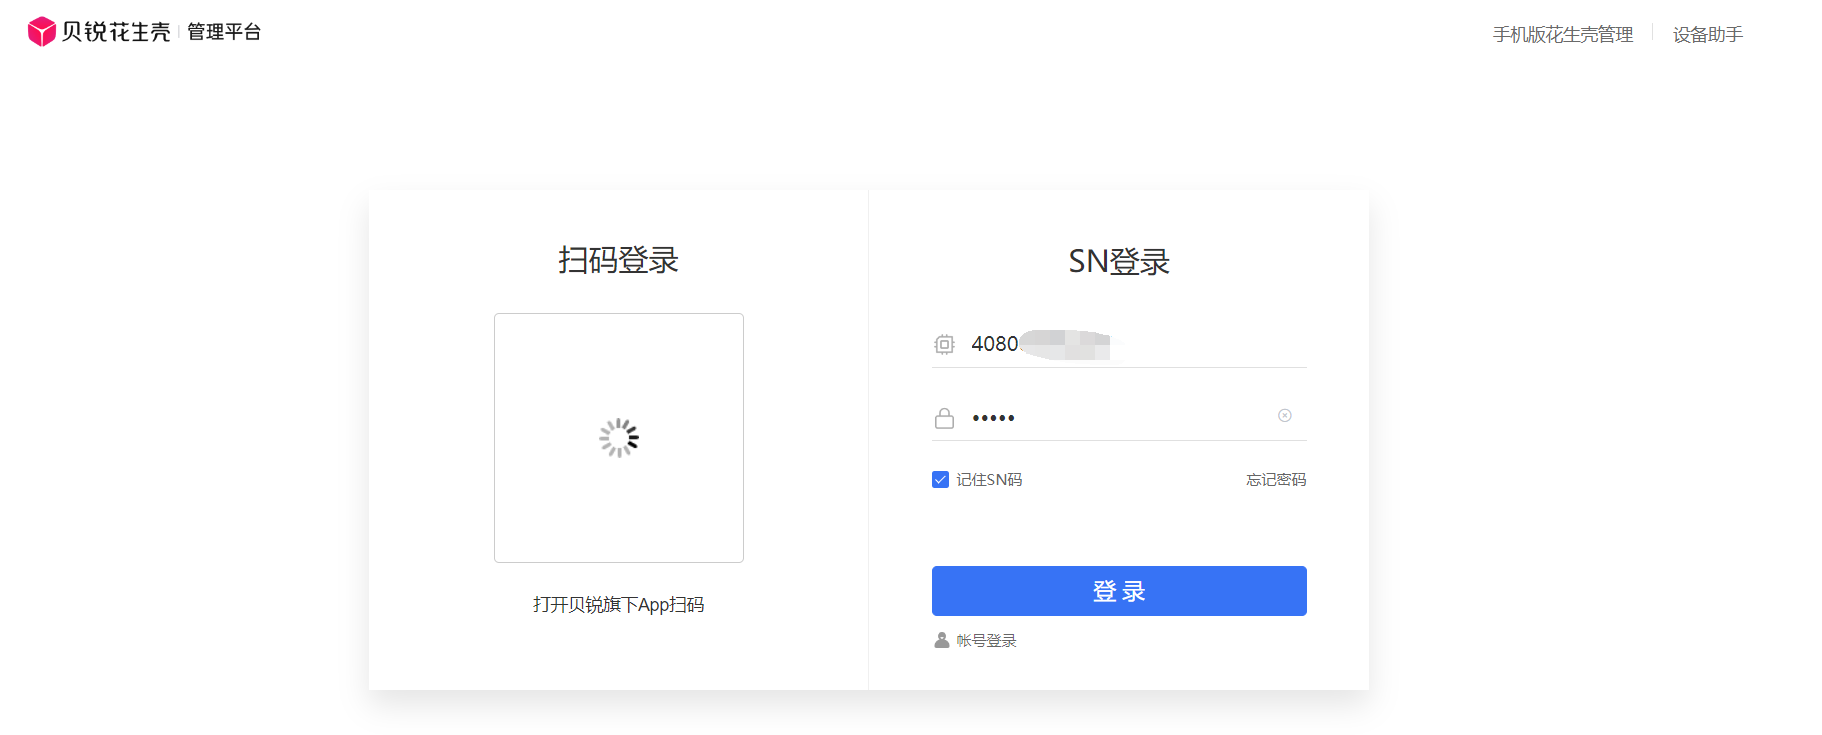 贝锐花生壳 管理平台
手机版花生壳管理 设备助手
扫码登录
打开贝锐旗下App扫码
SN登录
4080
•••••
记住SN码 忘记密码
登录
帐号登录